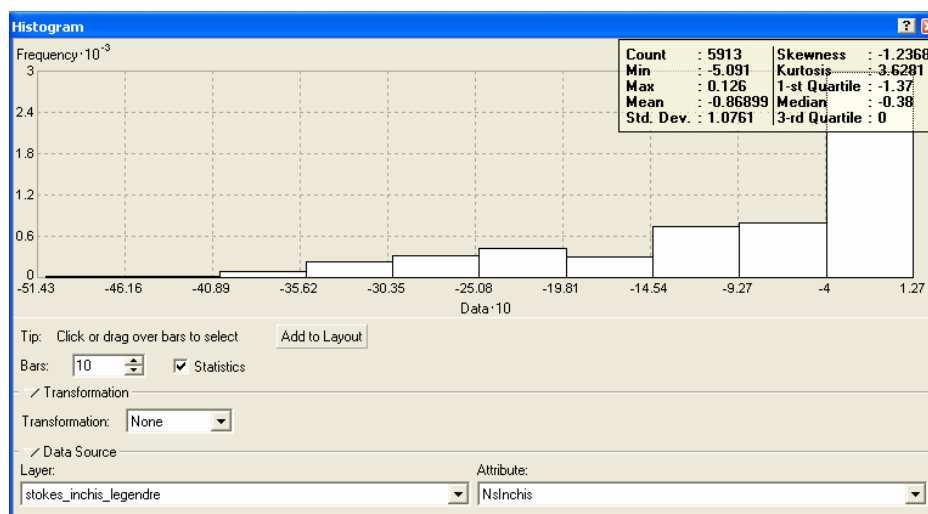 Histogram
Frequency·10⁻³
Count : 5913 Skewness : -1.2368
Min : -5.091 Kurtosis : 3.6281
Max : 0.126 1-st Quartile : -1.37
Mean : -0.86899 Median : -0.38
Std. Dev. : 1.0761 3-rd Quartile : 0
3
2.4
1.8
1.2
0.6
0
-51.43 -46.16 -40.89 -35.62 -30.35 -25.08 -19.81 -14.54 -9.27 -4 1.27
Data·10
Tip: Click or drag over bars to select Add to Layout
Bars: 10 Statistics
Transformation
Transformation: None
Data Source
Layer: Attribute:
stokes_inchis_legendre NsInchis